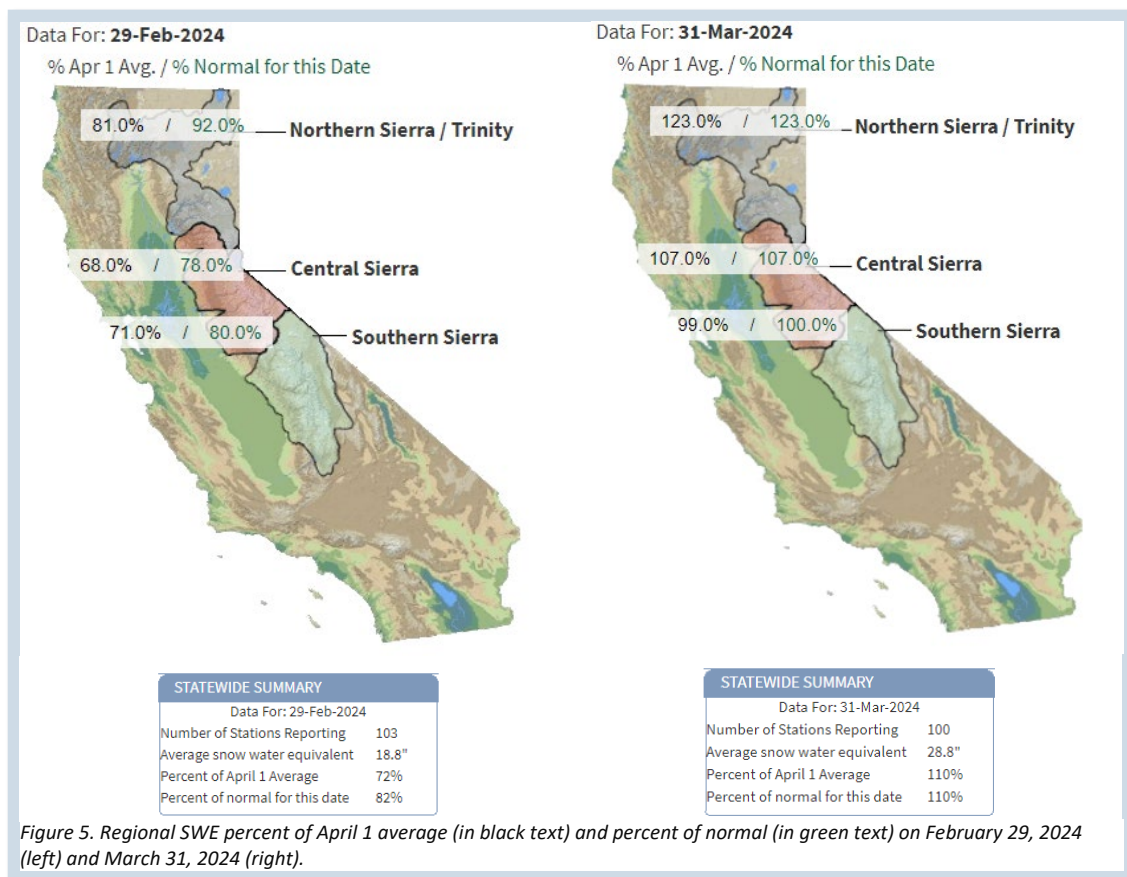 Data For: 29-Feb-2024
% Apr 1 Avg. / % Normal for this Date
81.0% / 92.0%
Northern Sierra / Trinity
68.0% / 78.0%
Central Sierra
71.0% / 80.0%
Southern Sierra
STATEWIDE SUMMARY
Data For: 29-Feb-2024
Number of Stations Reporting 103
Average snow water equivalent 18.8"
Percent of April 1 Average 72%
Percent of normal for this date 82%
Data For: 31-Mar-2024
% Apr 1 Avg. / % Normal for this Date
123.0% / 123.0%
Northern Sierra / Trinity
107.0% / 107.0%
Central Sierra
99.0% / 100.0%
Southern Sierra
STATEWIDE SUMMARY
Data For: 31-Mar-2024
Number of Stations Reporting 100
Average snow water equivalent 28.8"
Percent of April 1 Average 110%
Percent of normal for this date 110%
Figure 5. Regional SWE percent of April 1 average (in black text) and percent of normal (in green text) on February 29, 2024
(left) and March 31, 2024 (right).